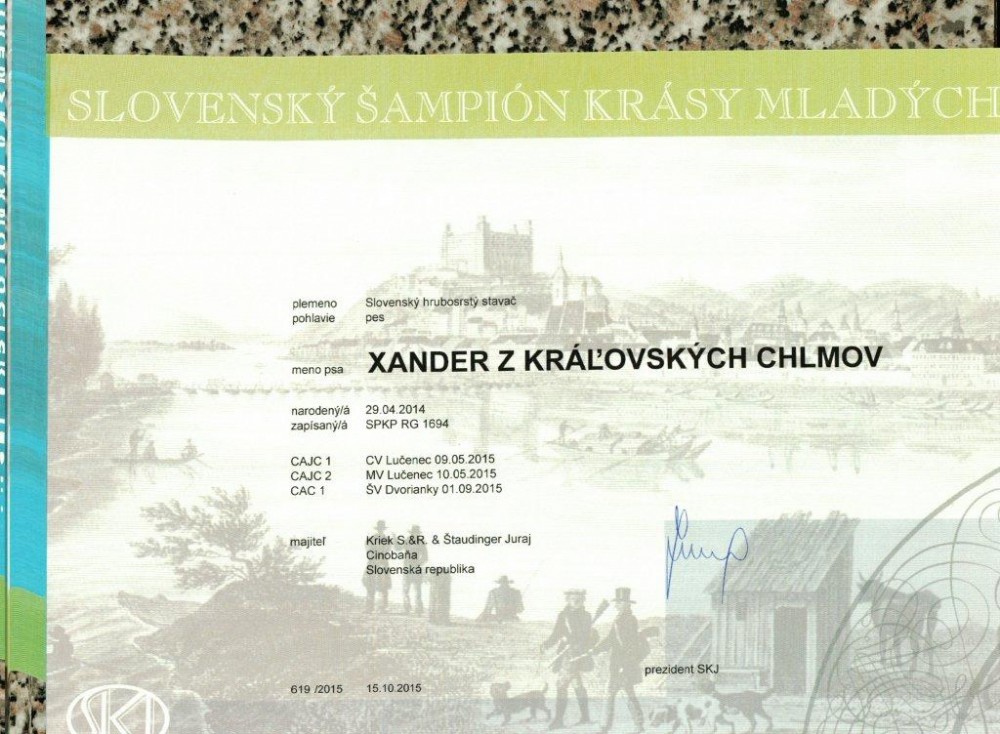 SLOVENSKÝ ŠAMPIÓN KRÁSY MLADÝCH
plemeno Slovenský hrubosrstý stavač
pohlavie pes
meno psa XANDER Z KRÁĽOVSKÝCH CHLMOV
narodený/á 29.04.2014
zapísaný/á SPKP RG 1694
CAJC 1 CV Lučenec 09.05.2015
CAJC 2 MV Lučenec 10.05.2015
CAC 1 ŠV Dvorianky 01.09.2015
majiteľ Kriek S.&R. & Štaudinger Juraj
Cinobaňa
Slovenská republika
prezident SKJ
619 /2015 15.10.2015
SKJ